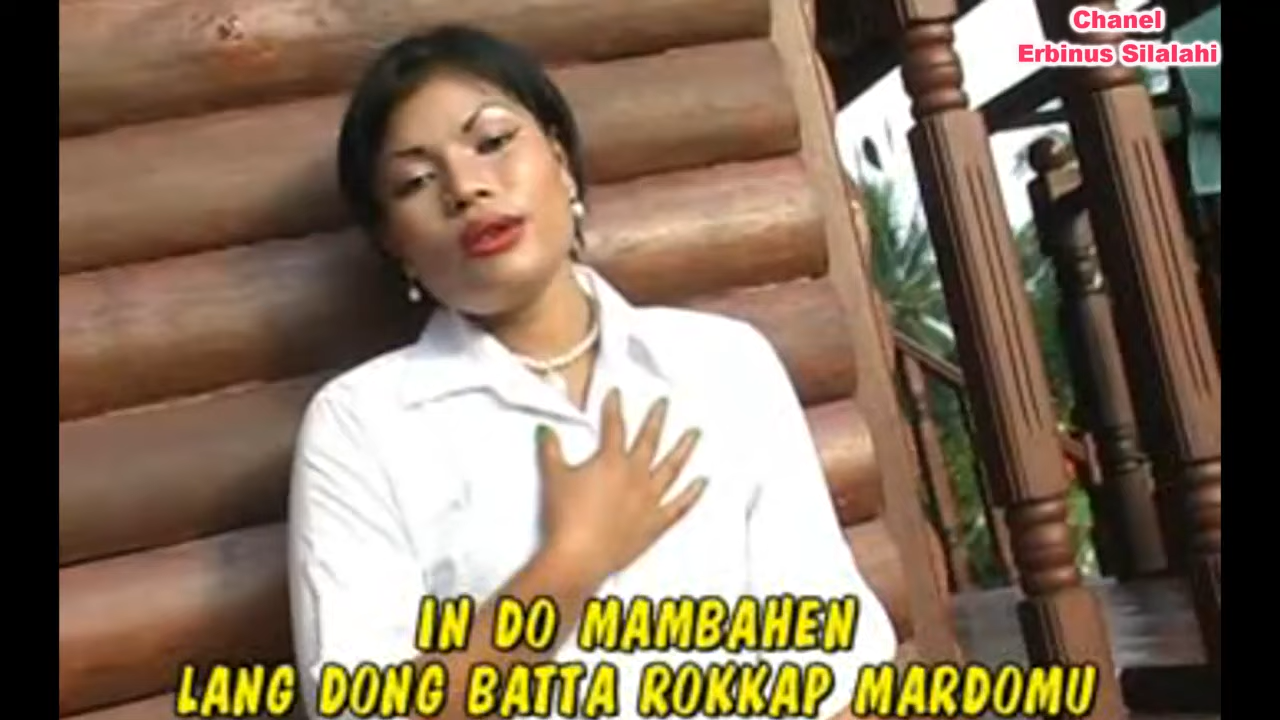 Chanel
Erbinus Silalahi
IN DO MAMBAHEN
LANG DONG BATTA ROKKAP MARDOMU